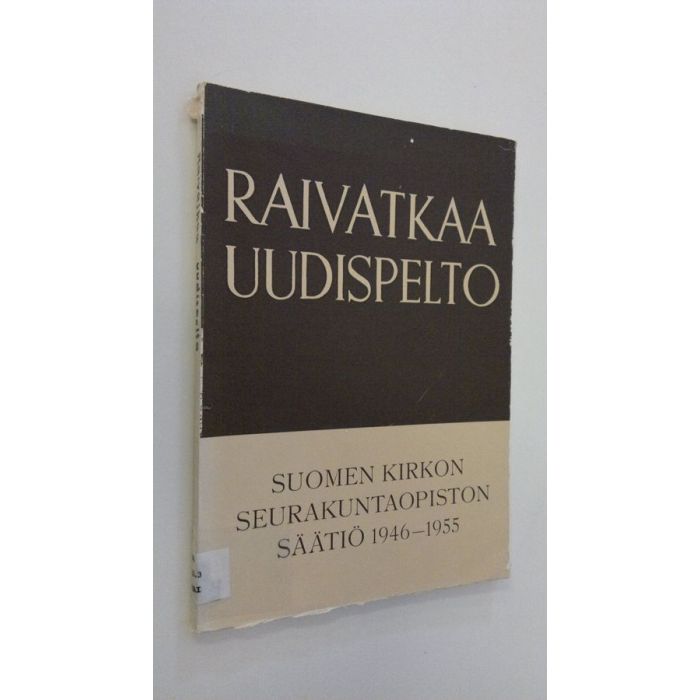 RAIVATKAA
UUDISPELTO
SUOMEN KIRKON
SEURAKUNTAOPISTON
SÄÄTIÖ 1946–1955